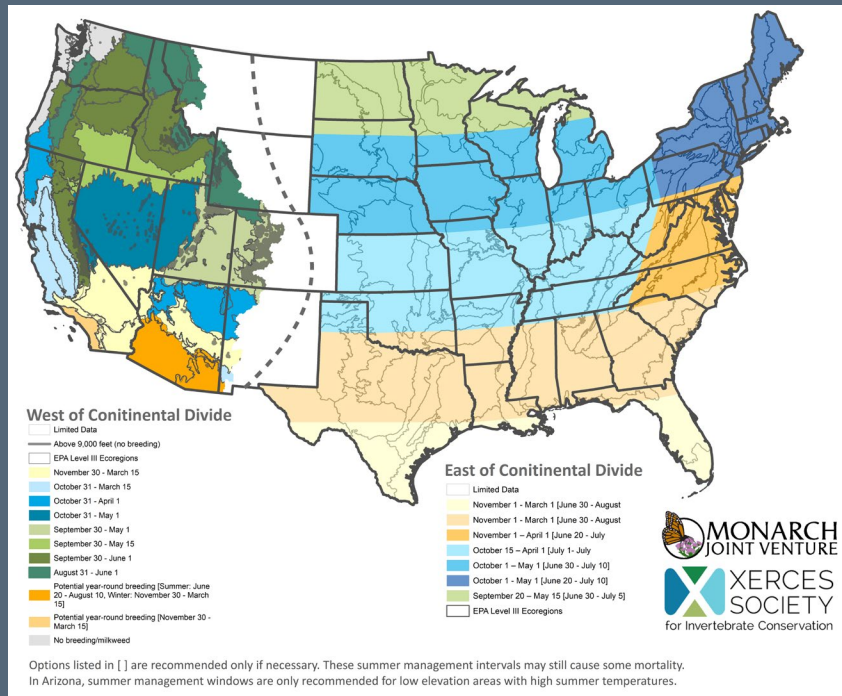 West of Conitinental Divide
Limited Data
Above 9,000 feet (no breeding)
EPA Level III Ecoregions
November 30 - March 15
October 31 - March 15
October 31 - April 1
October 31 - May 1
September 30 - May 1
September 30 - May 15
September 30 - June 1
August 31 - June 1
Potential year-round breeding [Summer: June
20 - August 10, Winter: November 30 - March
15]
Potential year-round breeding [November 30 -
March 15]
No breeding/milkweed
East of Conitinental Divide
Limited Data
November 1 - March 1 [June 30 - August
November 1 - March 1 [June 30 - August
November 1 – April 1 [June 20 - July
October 15 – April 1 [July 1- July
October 1 – May 1 [June 30 - July 10]
October 1 - May 1 [June 20 - July 10]
September 20 – May 15 [June 30 - July 5]
EPA Level III Ecoregions
MONARCH
JOINT VENTURE
XERCES
SOCIETY
for Invertebrate Conservation
Options listed in [ ] are recommended only if necessary. These summer management intervals may still cause some mortality.
In Arizona, summer management windows are only recommended for low elevation areas with high summer temperatures.